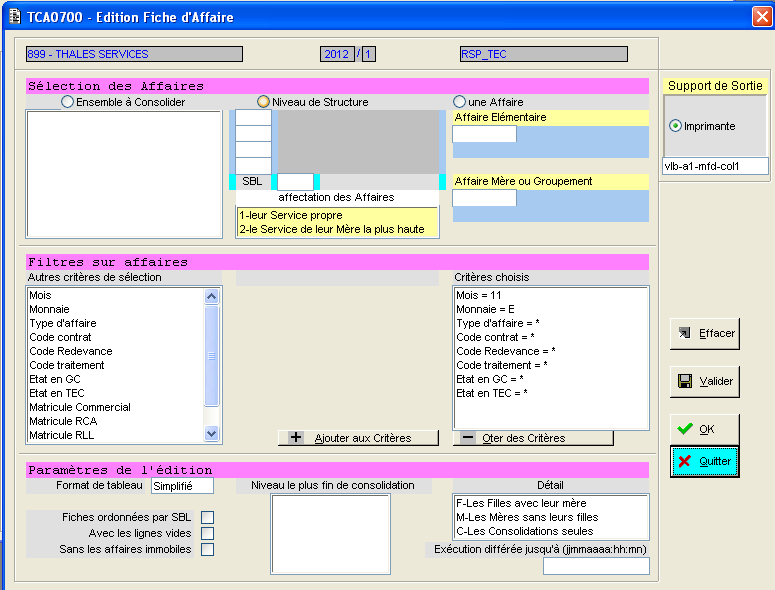 TCA0700 - Edition Fiche d'Affaire
899 - THALES SERVICES
2012 / 1
RSP_TEC
Sélection des Affaires
Support de Sortie
Ensemble à Consolider
Niveau de Structure
une Affaire
Affaire Elémentaire
Imprimante
vlb-a1-mfd-col1
SBL
Affaire Mère ou Groupement
affectation des Affaires
1-leur Service propre
2-le Service de leur Mère la plus haute
Filtres sur affaires
Autres critères de sélection
Mois
Monnaie
Type d'affaire
Code contrat
Code Redevance
Code traitement
Etat en GC
Etat en TEC
Matricule Commercial
Matricule RCA
Matricule RLL
Ajouter aux Critères
Critères choisis
Mois = 11
Monnaie = E
Type d'affaire = *
Code contrat = *
Code Redevance = *
Code traitement = *
Etat en GC = *
Etat en TEC = *
Oter des Critères
Effacer
Valider
OK
Quitter
Paramètres de l'édition
Format de tableau
Simplifié
Fiches ordonnées par SBL
Avec les lignes vides
Sans les affaires immobiles
Niveau le plus fin de consolidation
Détail
F-Les Filles avec leur mère
M-Les Mères sans leurs filles
C-Les Consolidations seules
Exécution différée jusqu'à (jjmmaaaa:hh:mn)